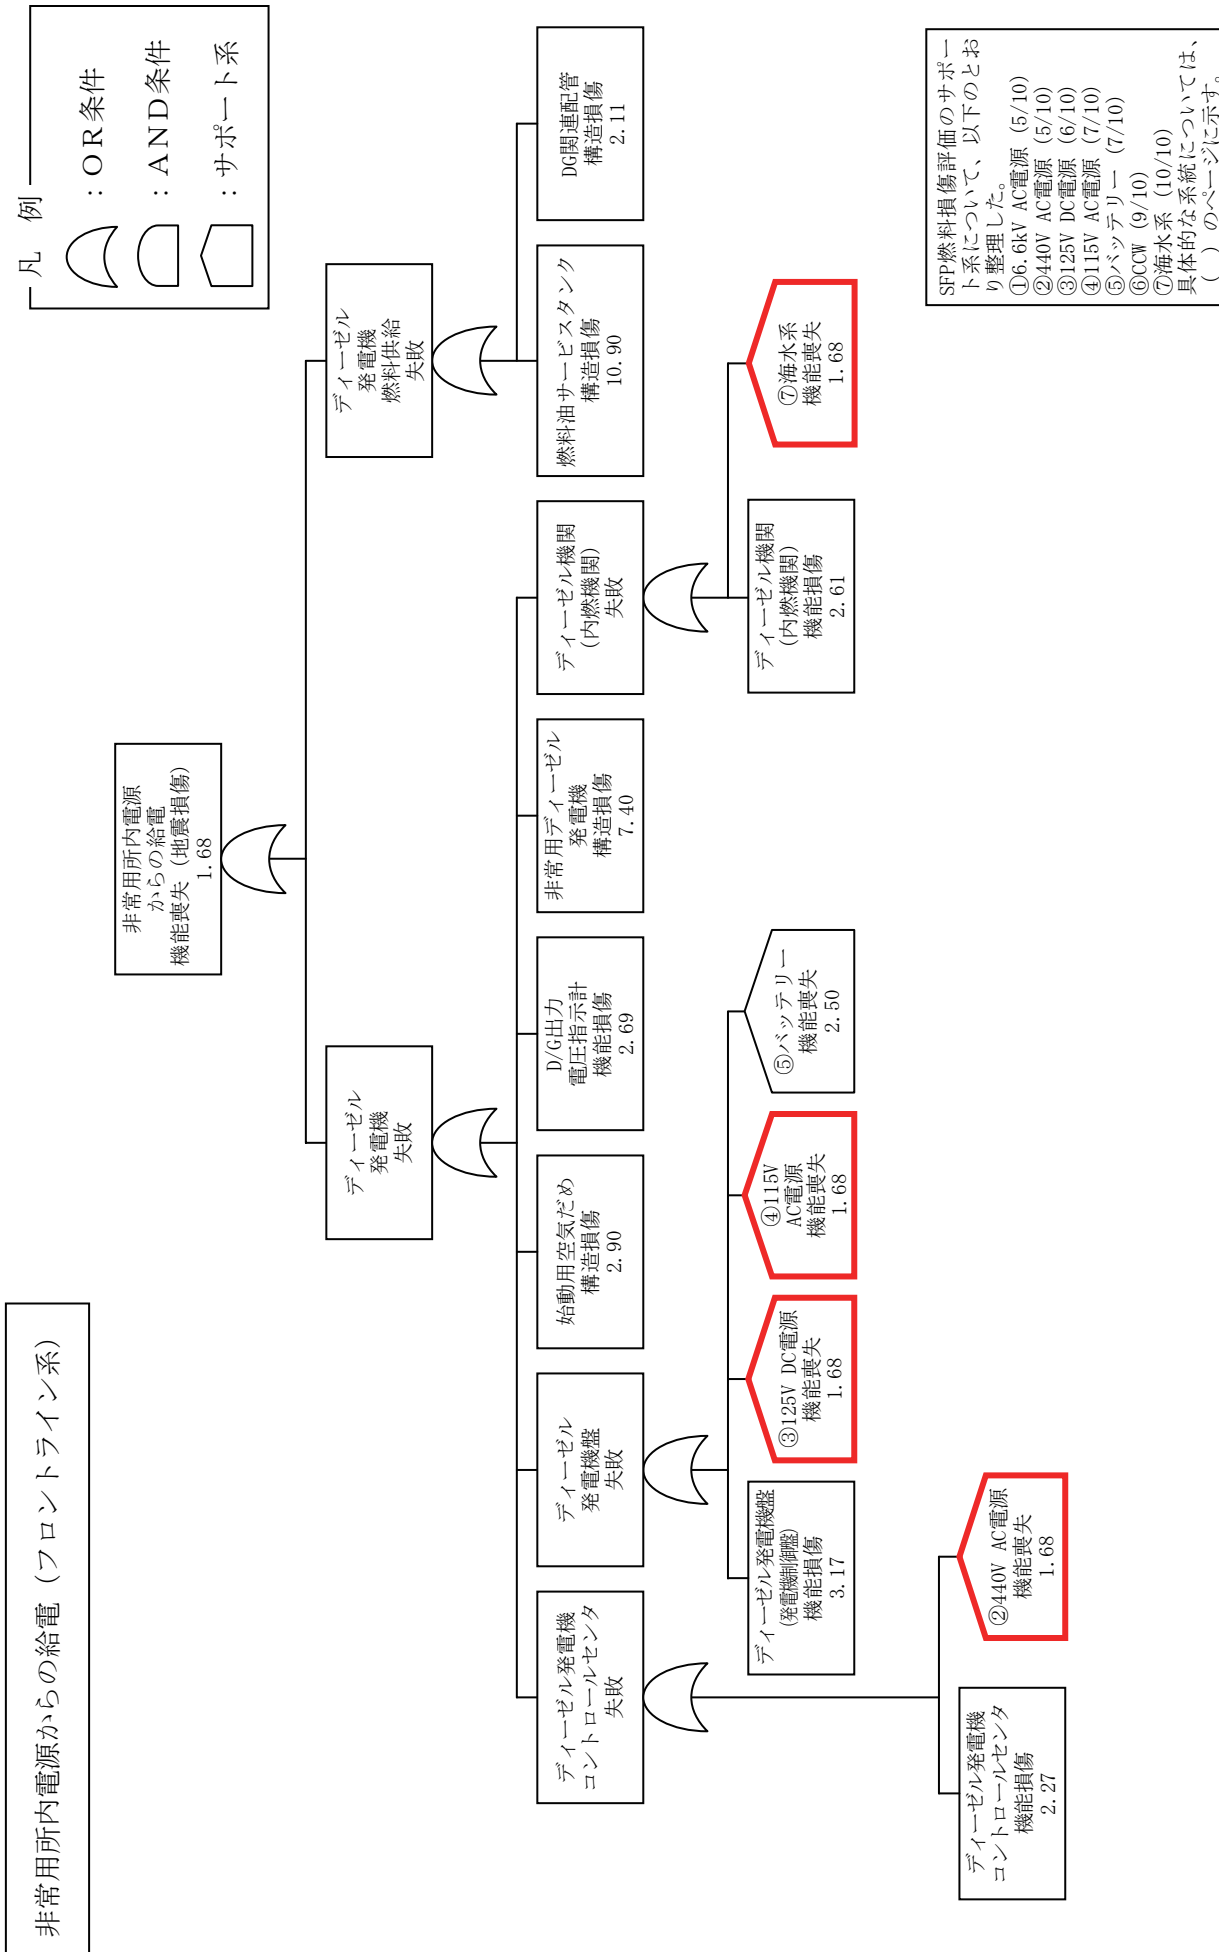 非常用所内電源からの給電（フロントライン系）
凡 例
：OR条件
：AND条件
：サポート系
非常用所内電源
からの給電
機能喪失（地震損傷）
1.68
ディーゼル
発電機
失敗
ディーゼル
発電機
燃料供給
失敗
ディーゼル発電機
コントロールセンタ
失敗
ディーゼル
発電機盤
失敗
始動用空気だめ
構造損傷
2.90
D/G出力
電圧指示計
機能損傷
2.69
非常用ディーゼル
発電機
構造損傷
7.40
ディーゼル機関
(内燃機関)
失敗
燃料油サービスタンク
構造損傷
10.90
DG関連配管
構造損傷
2.11
ディーゼル発電機盤
(発電機制御盤)
機能損傷
3.17
③125V DC電源
機能喪失
1.68
④115V
AC電源
機能喪失
1.68
⑤バッテリー
機能喪失
2.50
ディーゼル機関
(内燃機関)
機能損傷
2.61
⑦海水系
機能喪失
1.68
ディーゼル発電機
コントロールセンタ
機能損傷
2.27
②440V AC電源
機能喪失
1.68
SFP燃料損傷評価のサポー
ト系について、以下のとお
り整理した。
①6.6kV AC電源（5/10）
②440V AC電源（5/10）
③125V DC電源（6/10）
④115V AC電源（7/10）
⑤バッテリー（7/10）
⑥CCW（9/10）
⑦海水系（10/10）
具体的な系統については、
（ ）のページに示す。